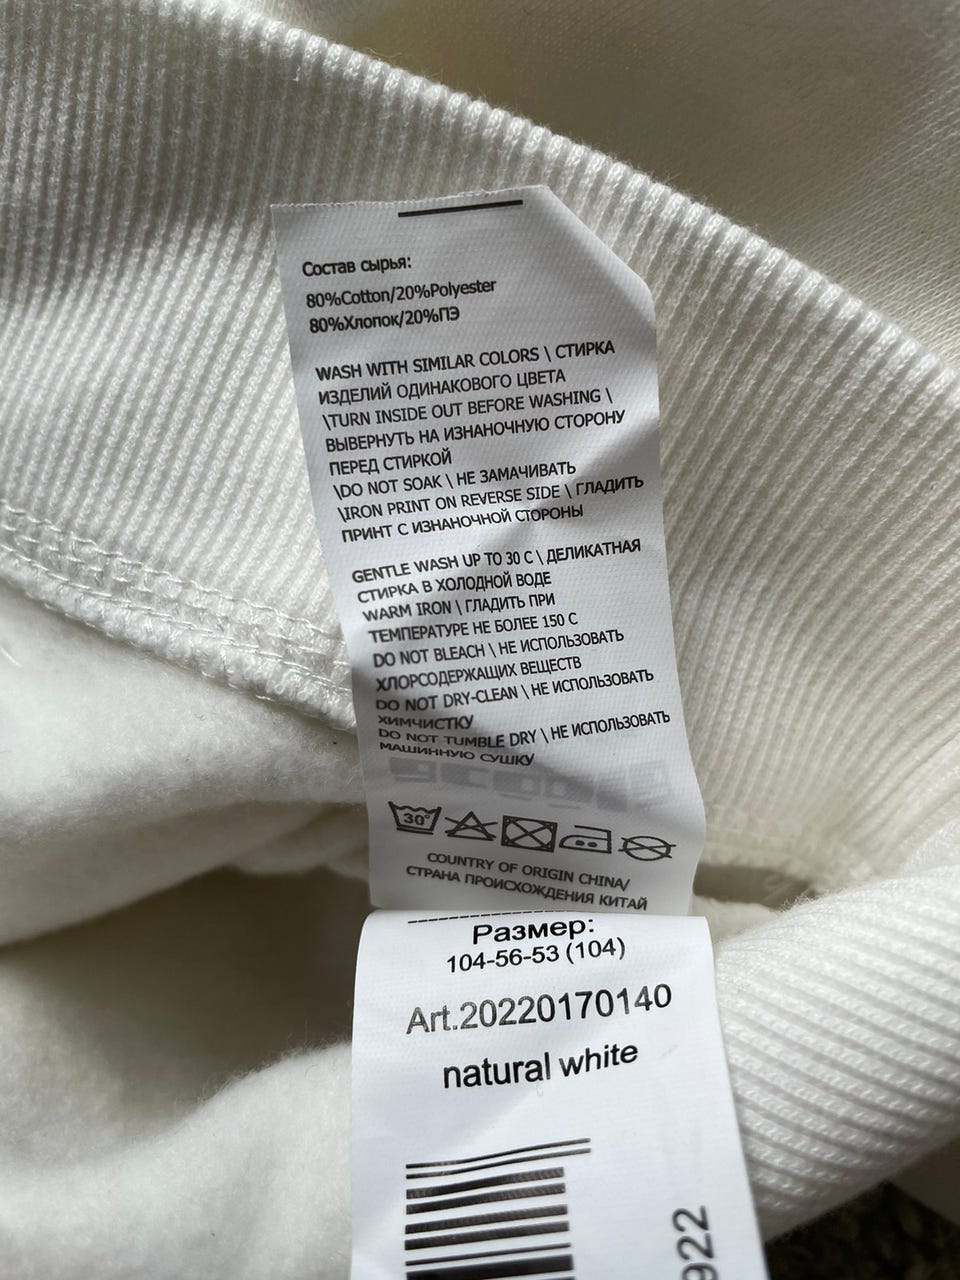 Состав сырья:
80%Cotton/20%Polyester
80%Хлопок/20%ПЭ
WASH WITH SIMILAR COLORS \ СТИРКА
ИЗДЕЛИЙ ОДИНАКОВОГО ЦВЕТА
\TURN INSIDE OUT BEFORE WASHING \
ВЫВЕРНУТЬ НА ИЗНАНОЧНУЮ СТОРОНУ
ПЕРЕД СТИРКОЙ
\DO NOT SOAK \ НЕ ЗАМАЧИВАТЬ
\IRON PRINT ON REVERSE SIDE \ ГЛАДИТЬ
ПРИНТ С ИЗНАНОЧНОЙ СТОРОНЫ
GENTLE WASH UP TO 30 C \ ДЕЛИКАТНАЯ
СТИРКА В ХОЛОДНОЙ ВОДЕ
WARM IRON \ ГЛАДИТЬ ПРИ
ТЕМПЕРАТУРЕ НЕ БОЛЕЕ 150 С
DO NOT BLEACH \ НЕ ИСПОЛЬЗОВАТЬ
ХЛОРСОДЕРЖАЩИХ ВЕЩЕСТВ
DO NOT DRY-CLEAN \ НЕ ИСПОЛЬЗОВАТЬ
ХИМЧИСТКУ
DO NOT TUMBLE DRY \ НЕ ИСПОЛЬЗОВАТЬ
МАШИННУЮ СУШКУ
30°
COUNTRY OF ORIGIN CHINA/
СТРАНА ПРОИСХОЖДЕНИЯ КИТАЙ
Размер:
104-56-53 (104)
Art.20220170140
natural white
922